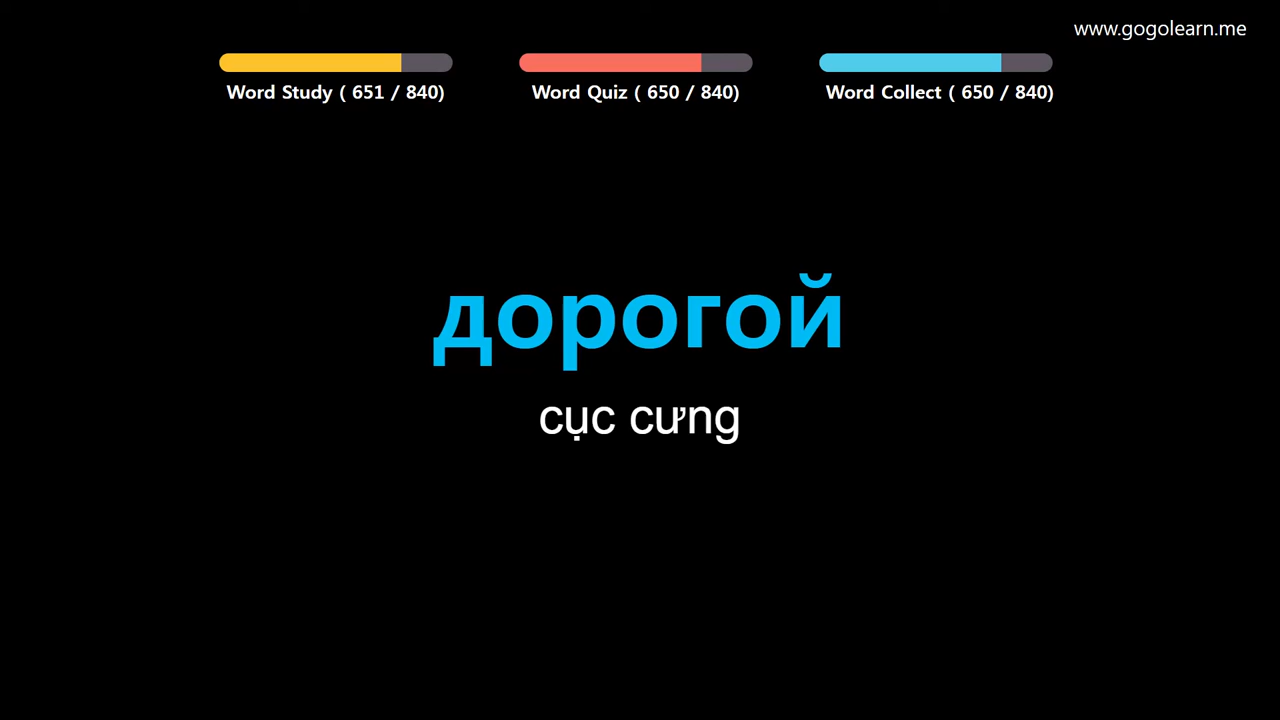 www.gogolearn.me
Word Study ( 651 / 840)
Word Quiz ( 650 / 840)
Word Collect ( 650 / 840)
дорогой
cục cưng